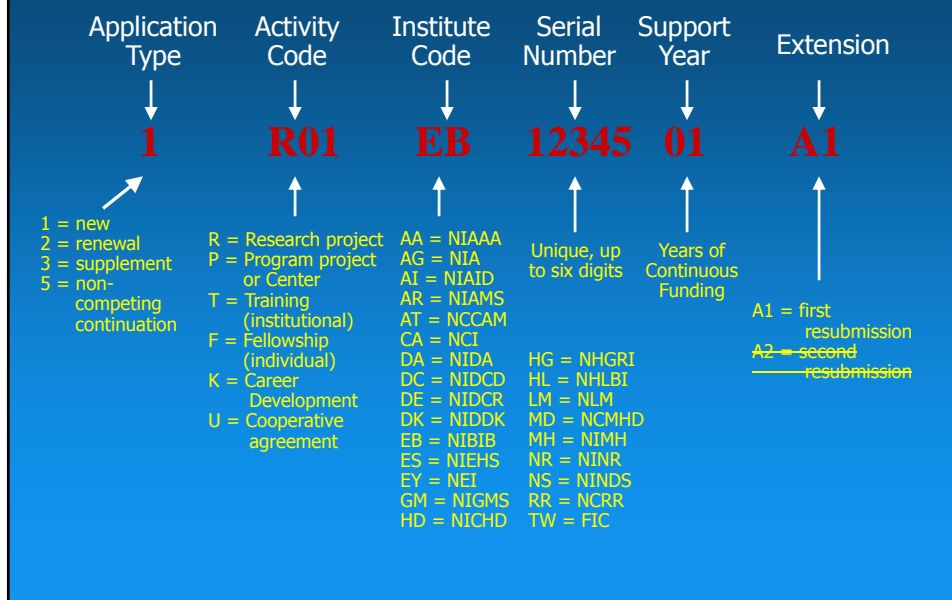 Application Type
Activity Code
Institute Code
Serial Number
Support Year
Extension
1 R01 EB 12345 01 A1
1 = new
2 = renewal
3 = supplement
5 = non-
competing
continuation
R = Research project
P = Program project
or Center
T = Training
(institutional)
F = Fellowship
(individual)
K = Career
Development
U = Cooperative
agreement
AA = NIAAA
AG = NIA
AI = NIAID
AR = NIAMS
AT = NCCAM
CA = NCI
DA = NIDA
DC = NIDCD
DE = NIDCR
DK = NIDDK
EB = NIBIB
ES = NIEHS
EY = NEI
GM = NIGMS
HD = NICHD
Unique, up
to six digits
HG = NHGRI
HL = NHLBI
LM = NLM
MD = NCMHD
MH = NIMH
NR = NINR
NS = NINDS
RR = NCRR
TW = FIC
Years of
Continuous
Funding
A1 = first
resubmission
A2 = second
resubmission